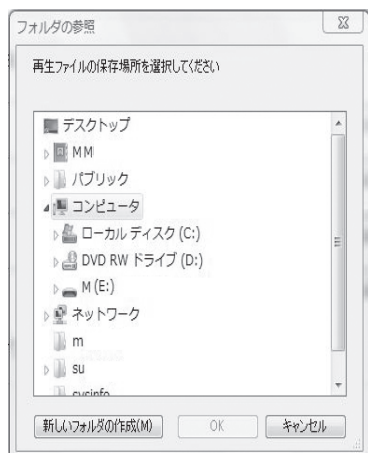 フォルダの参照
再生ファイルの保存場所を選択してください
デスクトップ
MM
パブリック
コンピュータ
ローカル ディスク (C:)
DVD RW ドライブ (D:)
M (E:)
ネットワーク
m
su
sysinfo
新しいフォルダの作成(M)
OK
キャンセル